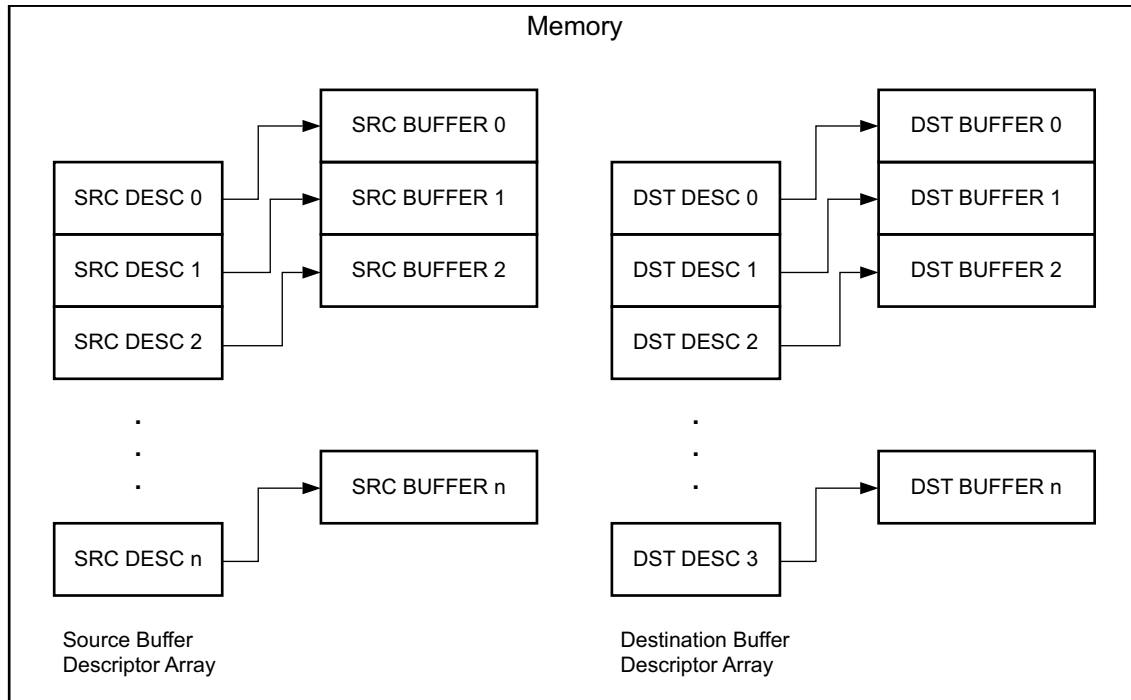 Memory
SRC BUFFER 0
SRC DESC 0
SRC BUFFER 1
SRC DESC 1
SRC BUFFER 2
SRC DESC 2
.
.
.
SRC BUFFER n
SRC DESC n
Source Buffer
Descriptor Array
DST BUFFER 0
DST DESC 0
DST BUFFER 1
DST DESC 1
DST BUFFER 2
DST DESC 2
.
.
.
DST BUFFER n
DST DESC 3
Destination Buffer
Descriptor Array